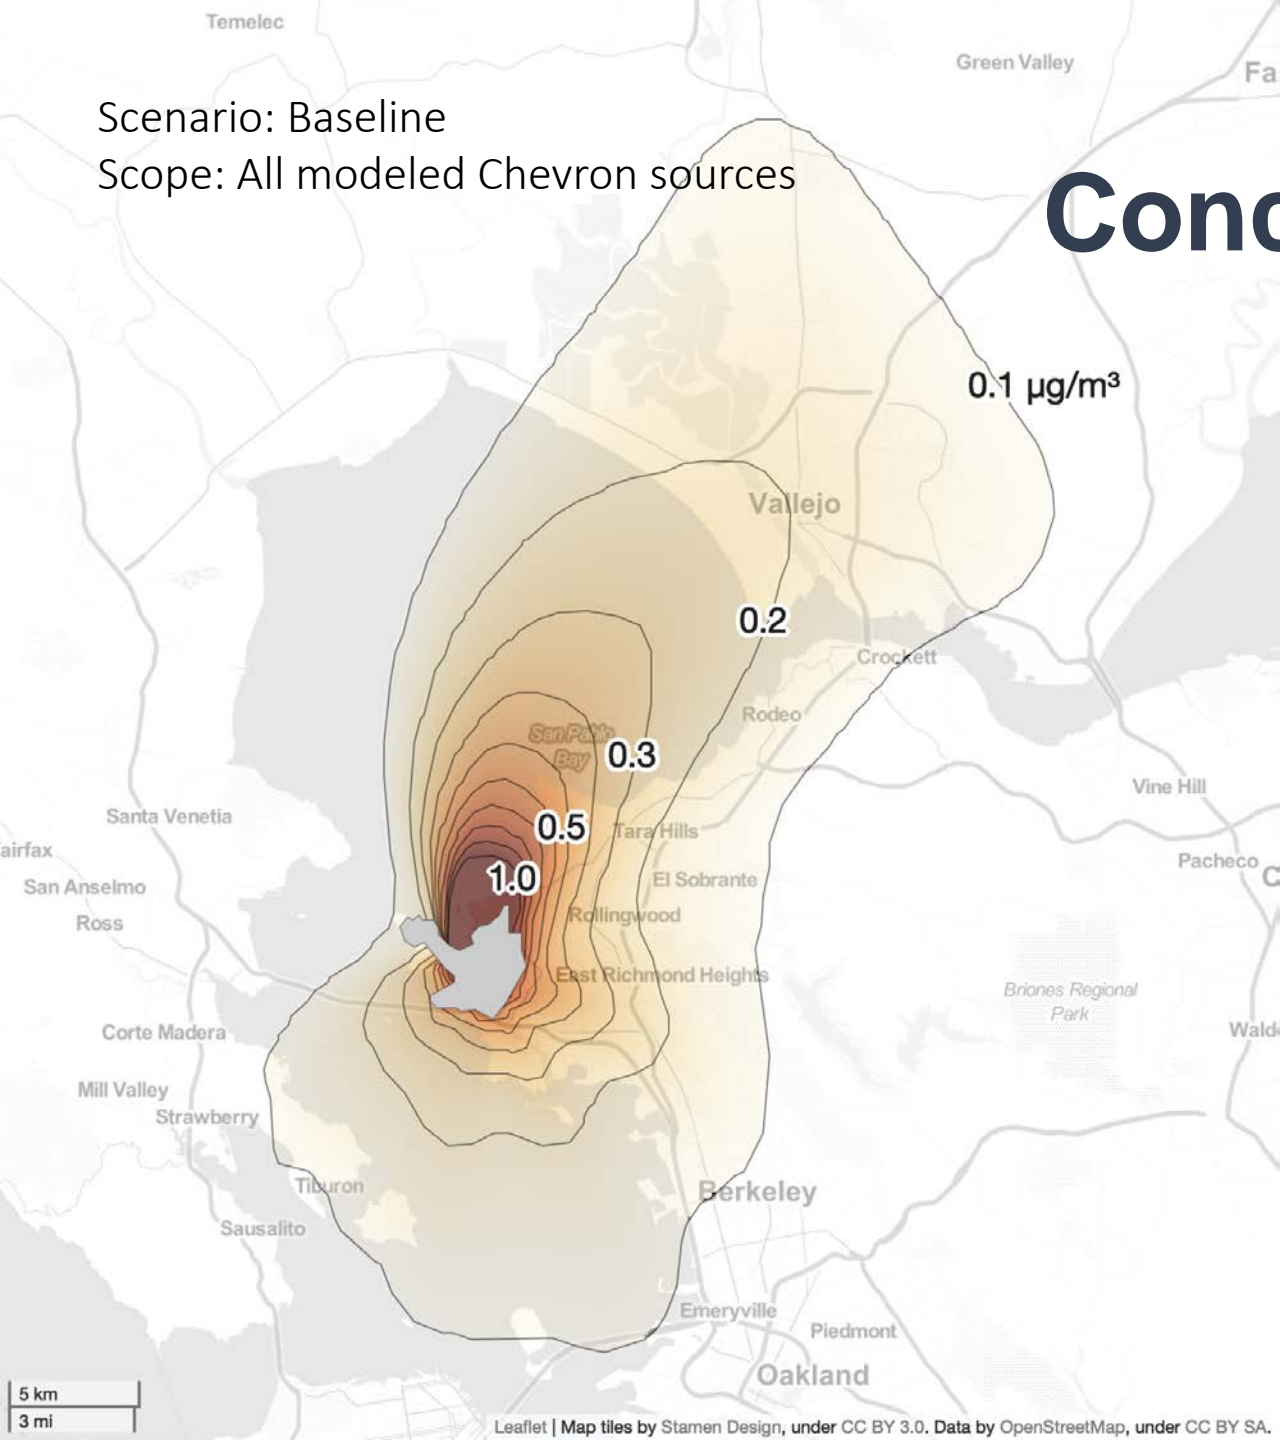 Temelec
Green Valley
Fa
Scenario: Baseline
Scope: All modeled Chevron sources
Conc
0.1 µg/m³
Vallejo
0.2
Crockett
Rodeo
San Pablo
Bay
0.3
Vine Hill
Santa Venetia
0.5
Tara Hills
airfax
Pacheco
C
1.0
El Sobrante
San Anselmo
Rollingwood
Ross
East Richmond Heights
Briones Regional
Park
Corte Madera
Walde
Mill Valley
Strawberry
Tiburon
Berkeley
Sausalito
Emeryville
Piedmont
Oakland
5 km
3 mi
Leaflet | Map tiles by Stamen Design, under CC BY 3.0. Data by OpenStreetMap, under CC BY SA.